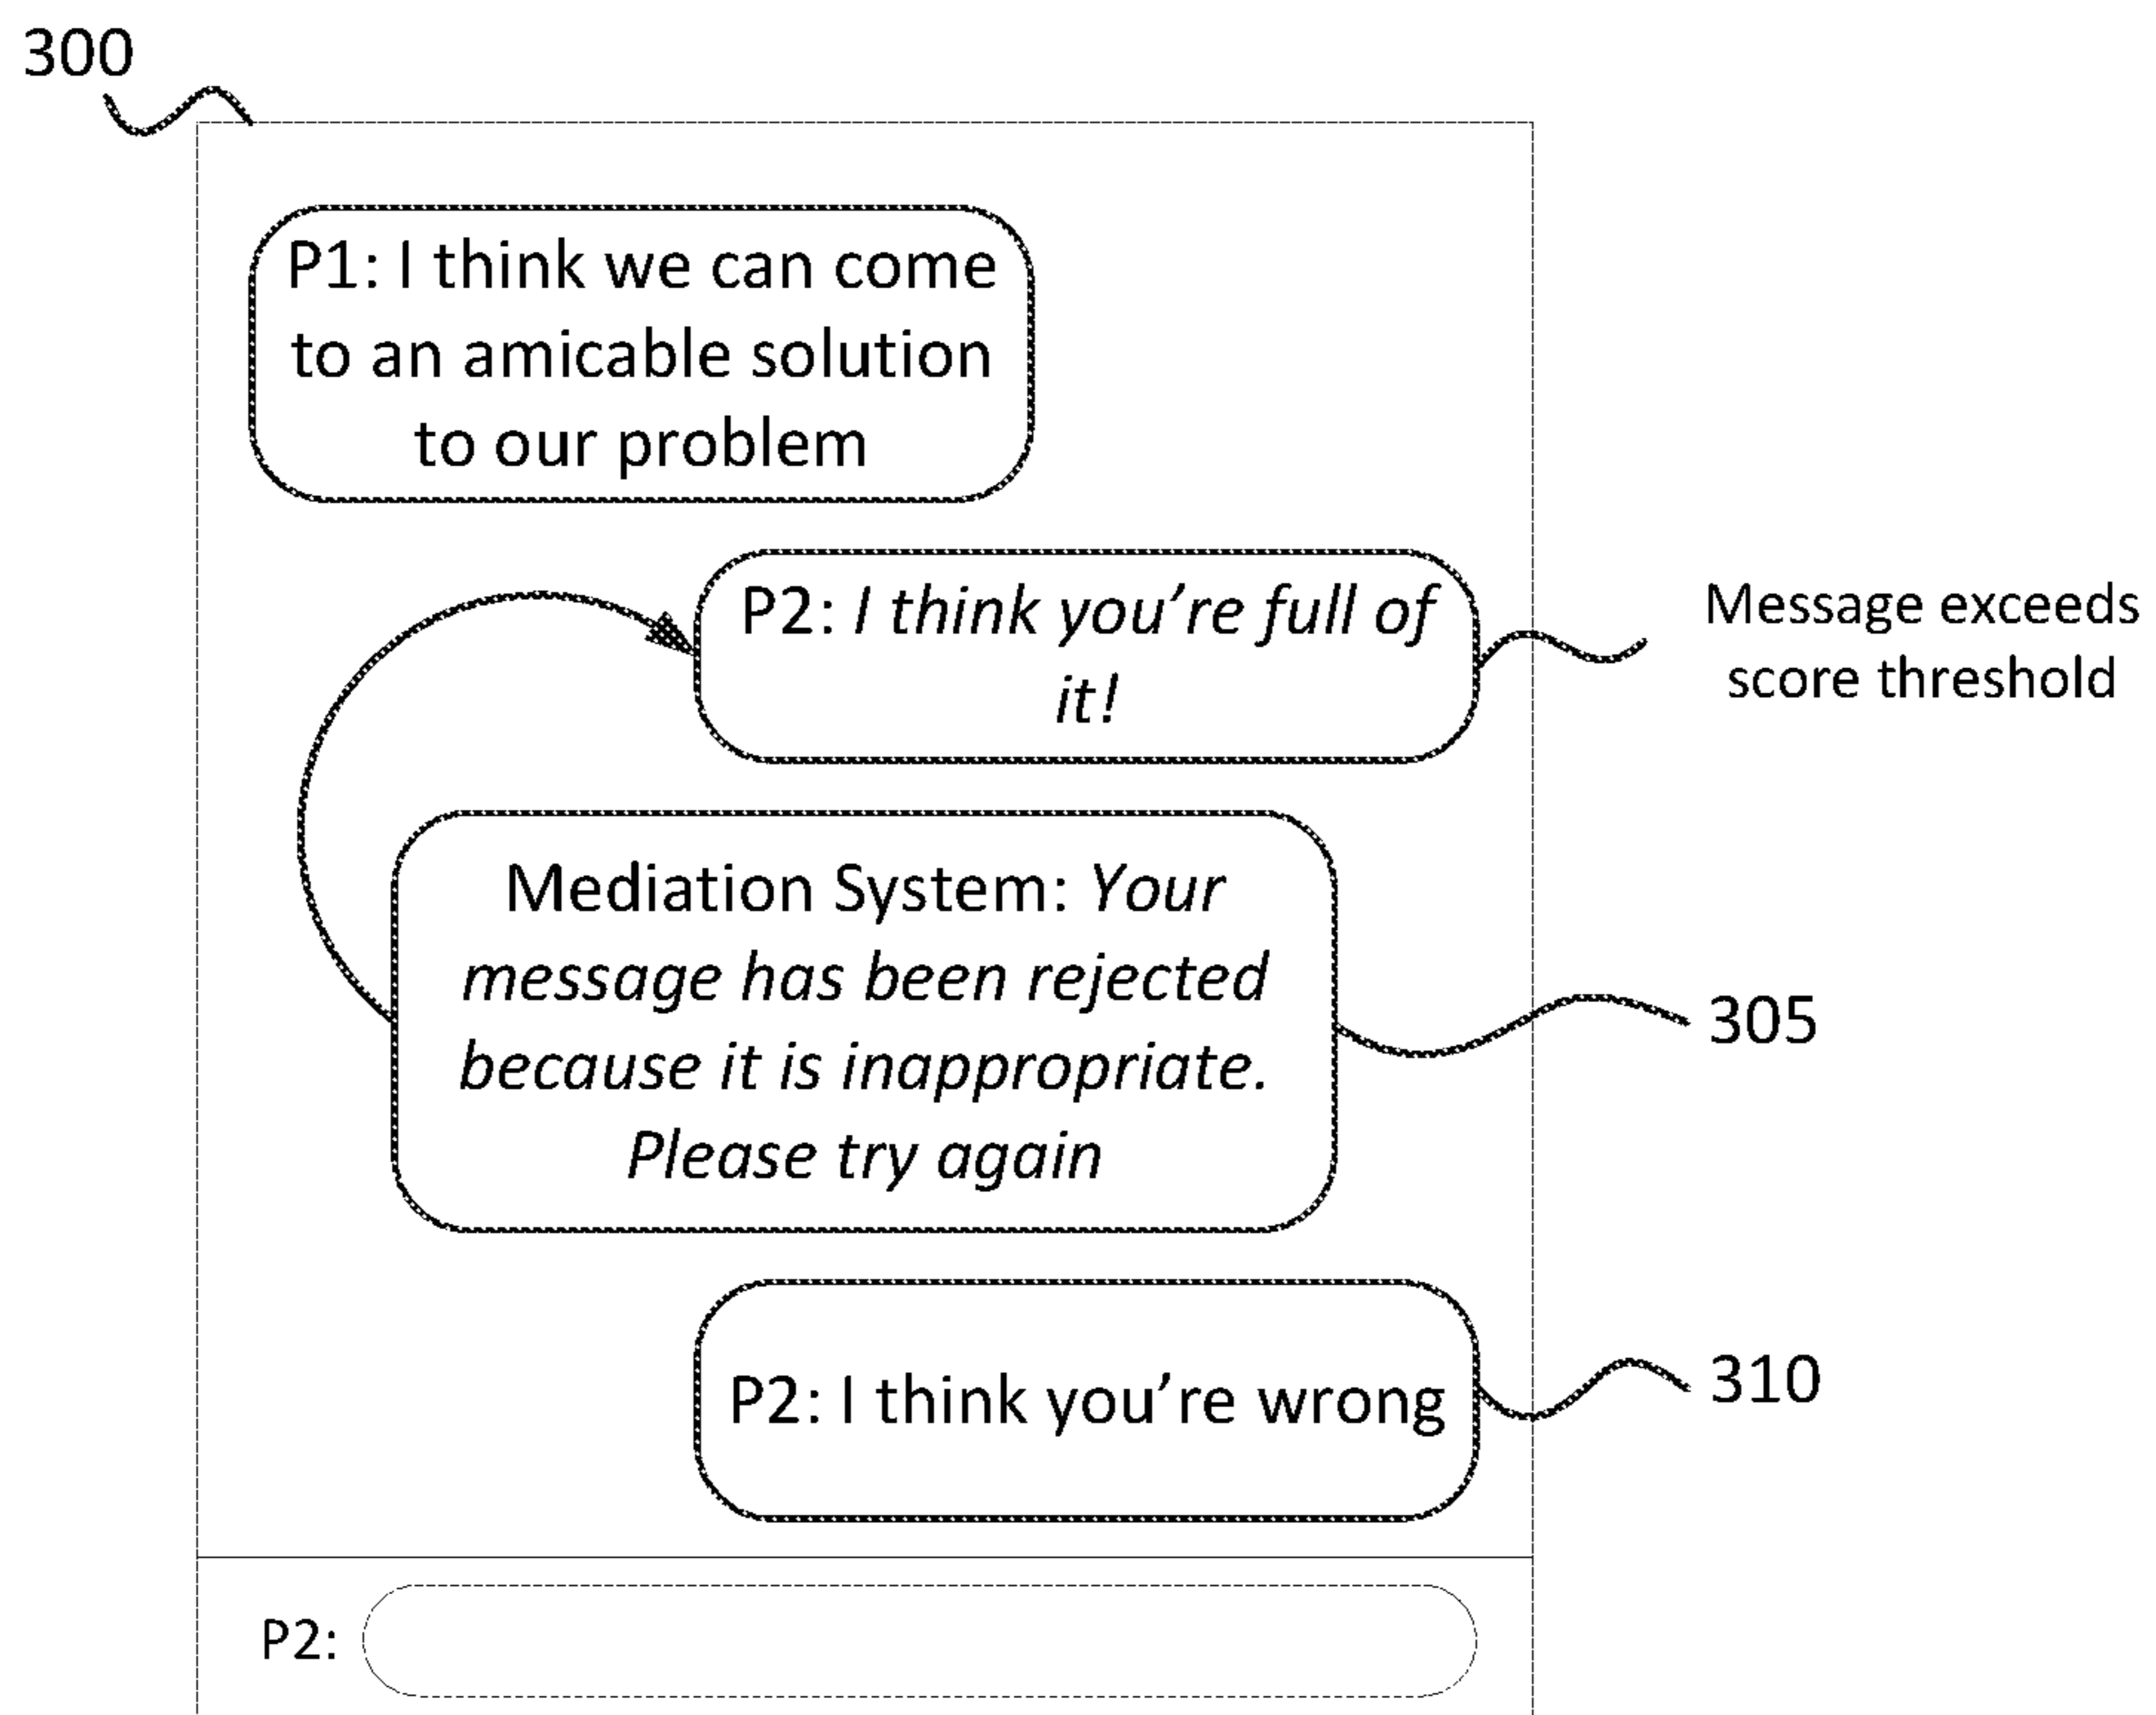 300
P1: I think we can come
to an amicable solution
to our problem
P2: I think you're full of
it!
Message exceeds
score threshold
Mediation System: Your
message has been rejected
because it is inappropriate.
Please try again
305
P2: I think you're wrong
310
P2: